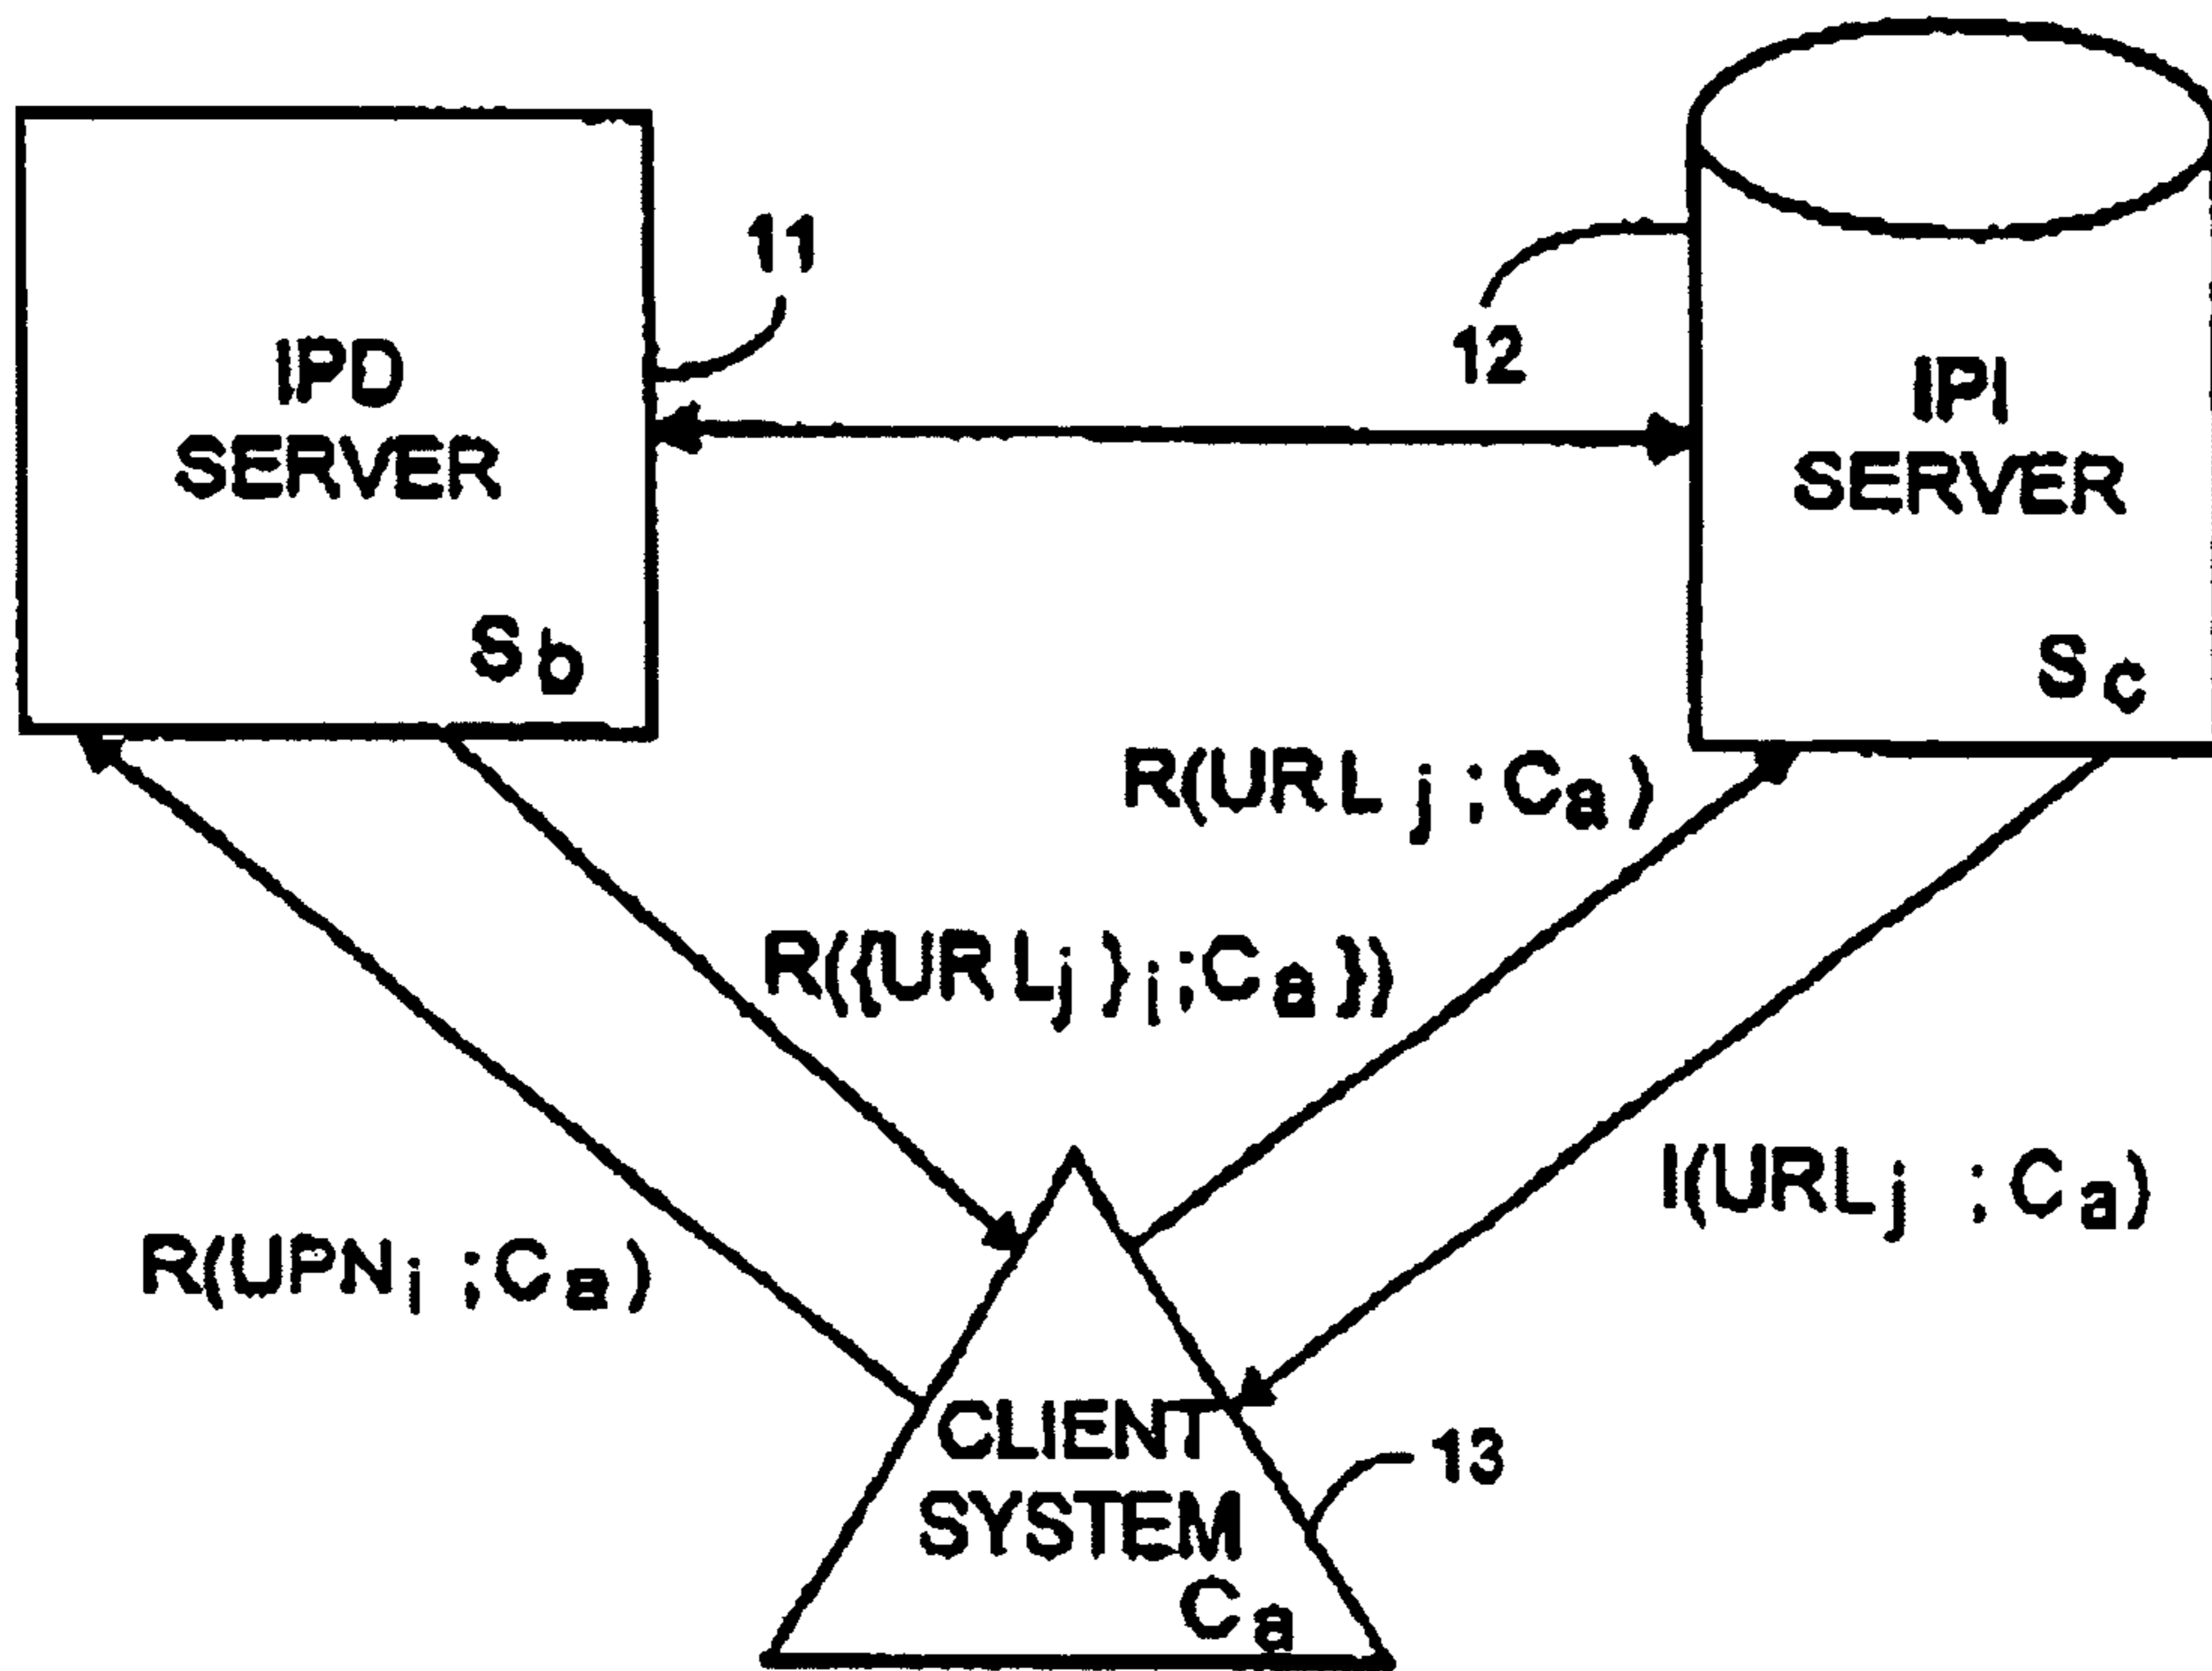 11
12
IPD
SERVER
Sb
IPI
SERVER
Sc
R(URL j ; Ca)
R({URLj}i;Ca})
I(URLj ; Ca)
R(UPNi ; Ca)
CLIENT
SYSTEM
Ca
13